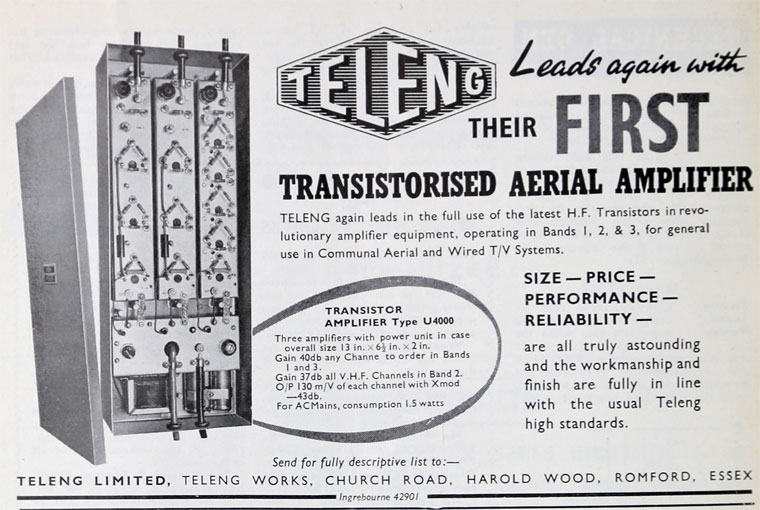 TELENG
Leads again with
THEIR FIRST
TRANSISTORISED AERIAL AMPLIFIER
TELENG again leads in the full use of the latest H.F. Transistors in revo-
lutionary amplifier equipment, operating in Bands 1, 2, & 3, for general
use in Communal Aerial and Wired T/V Systems.
TRANSISTOR
AMPLIFIER Type U4000
Three amplifiers with power unit in case
overall size 13 in. × 6½ in. × 2 in.
Gain 40db any Channe to order in Bands
1 and 3.
Gain 37db all V.H.F. Channels in Band 2.
O/P 130 m/V of each channel with Xmod
—43db.
For AC Mains, consumption 1.5 watts
SIZE — PRICE —
PERFORMANCE —
RELIABILITY —
are all truly astounding
and the workmanship and
finish are fully in line
with the usual Teleng
high standards.
Send for fully descriptive list to:—
TELENG LIMITED, TELENG WORKS, CHURCH ROAD, HAROLD WOOD, ROMFORD, ESSEX
Ingrebourne 42901